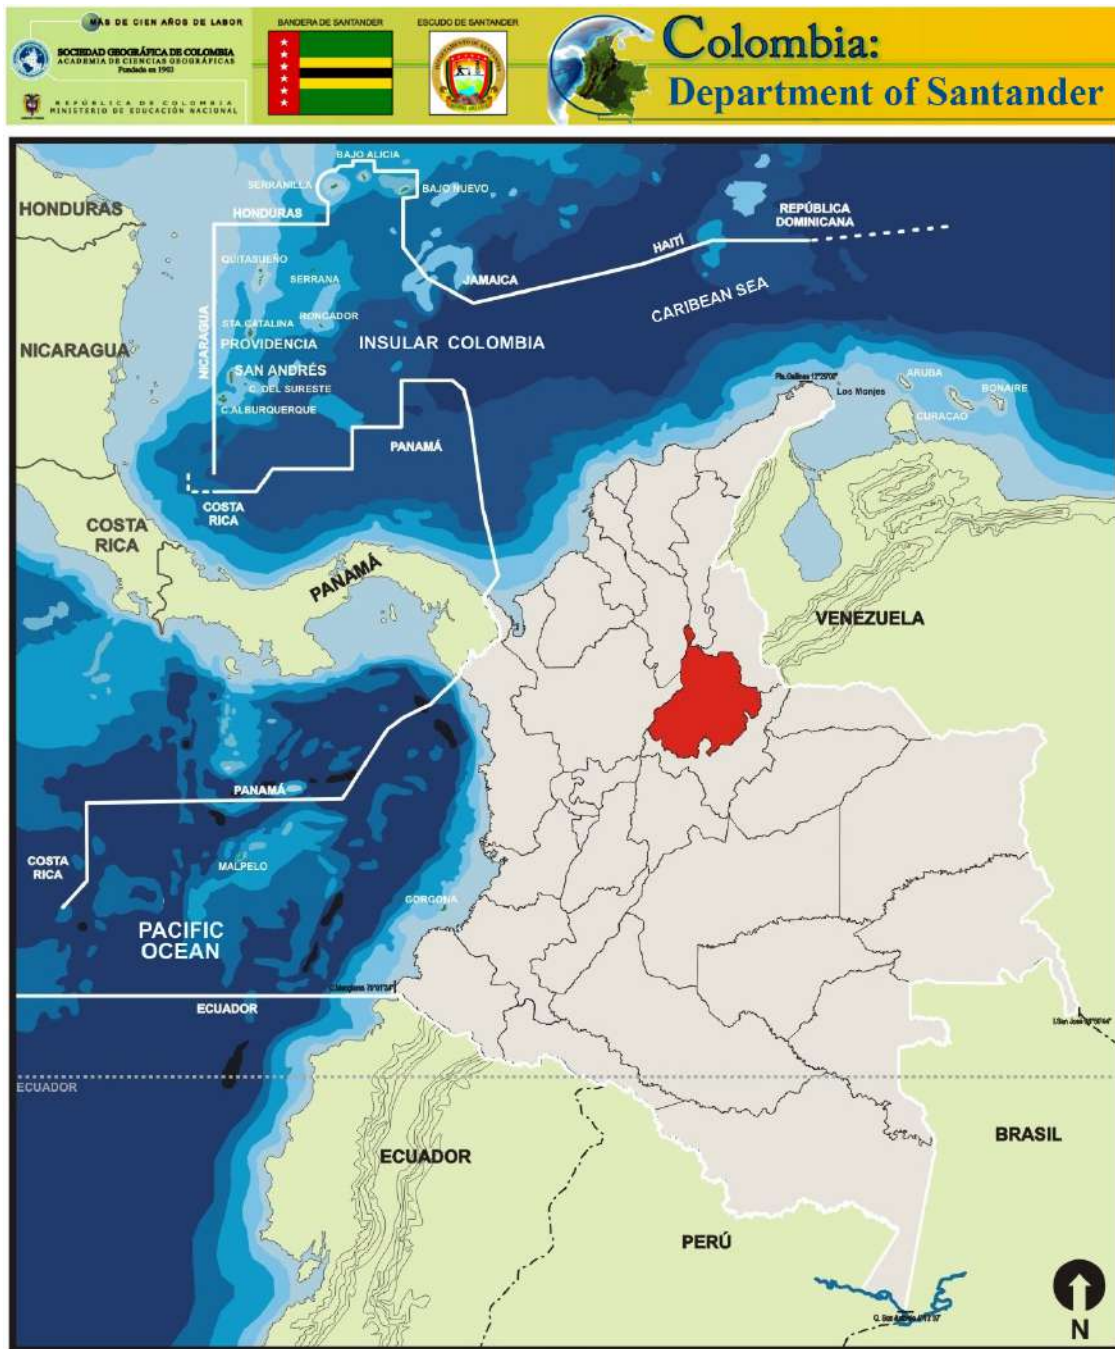 MÁS DE CIEN AÑOS DE LABOR
SOCIEDAD GEOGRÁFICA DE COLOMBIA
ACADEMIA DE CIENCIAS GEOGRÁFICAS
Fundada en 1903
REPÚBLICA DE COLOMBIA
MINISTERIO DE EDUCACIÓN NACIONAL
BANDERA DE SANTANDER
ESCUDO DE SANTANDER
Colombia:
Department of Santander
BAJO ALICIA
SERRANILLA
BAJO NUEVO
HONDURAS
HONDURAS
REPÚBLICA
DOMINICANA
HAITÍ
QUITASUEÑO
SERRANA
JAMAICA
CARIBEAN SEA
NICARAGUA
NICARAGUA
STA.CATALINA
RONCADOR
PROVIDENCIA
INSULAR COLOMBIA
SAN ANDRÉS
C. DEL SURESTE
C.ALBURQUERQUE
ARUBA
Los Monjes
BONAIRE
CURACAO
PANAMÁ
COSTA
RICA
COSTA
RICA
PANAMÁ
VENEZUELA
PANAMÁ
COSTA
RICA
MALPELO
GORGONA
PACIFIC
OCEAN
ECUADOR
ECUADOR
ECUADOR
BRASIL
PERÚ
N